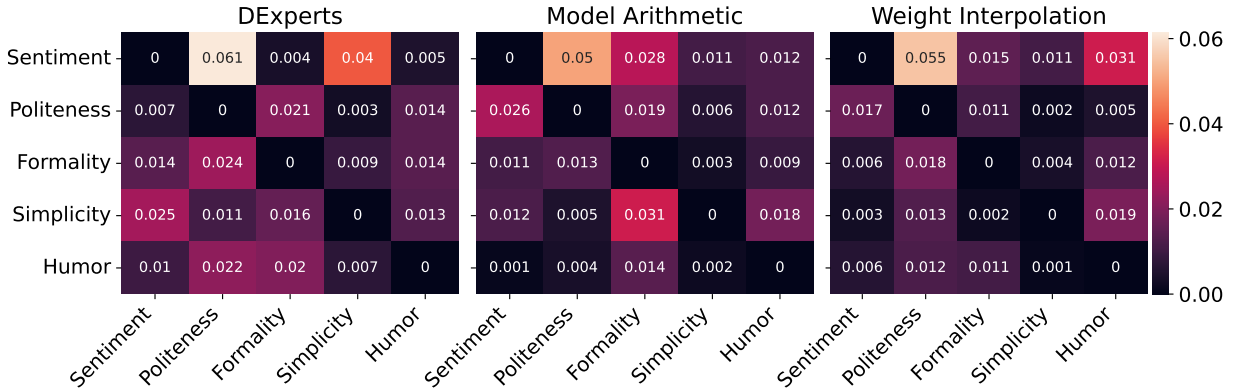 DExperts Model Arithmetic Weight Interpolation
Sentiment 0 0.061 0.004 0.04 0.005 0 0.05 0.028 0.011 0.012 0 0.055 0.015 0.011 0.031 0.06
Politeness 0.007 0 0.021 0.003 0.014 0.026 0 0.019 0.006 0.012 0.017 0 0.011 0.002 0.005 0.04
Formality 0.014 0.024 0 0.009 0.014 0.011 0.013 0 0.003 0.009 0.006 0.018 0 0.004 0.012
Simplicity 0.025 0.011 0.016 0 0.013 0.012 0.005 0.031 0 0.018 0.003 0.013 0.002 0 0.019 0.02
Humor 0.01 0.022 0.02 0.007 0 0.001 0.004 0.014 0.002 0 0.006 0.012 0.011 0.001 0 0.00
Sentiment Politeness Formality Simplicity Humor Sentiment Politeness Formality Simplicity Humor Sentiment Politeness Formality Simplicity Humor